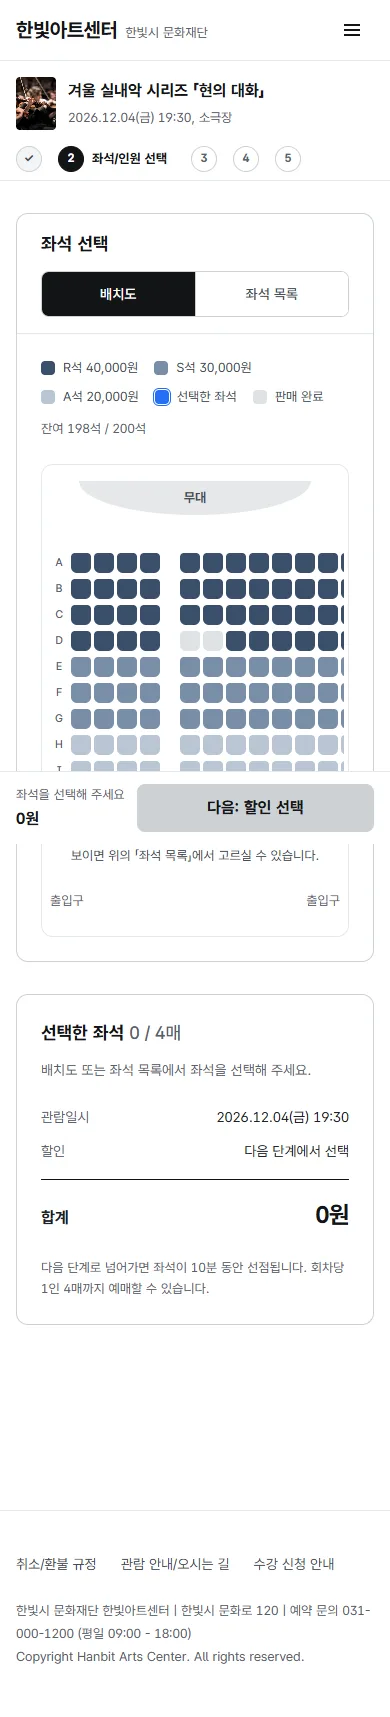 한빛아트센터 한빛시 문화재단
겨울 실내악 시리즈 「현의 대화」
2026.12.04(금) 19:30, 소극장
2 좌석/인원 선택 3 4 5
좌석 선택
배치도 좌석 목록
R석 40,000원 S석 30,000원
A석 20,000원 선택한 좌석 판매 완료
잔여 198석 / 200석
무대
A
B
C
D
E
F
G
H
좌석을 선택해 주세요
0원
다음: 할인 선택
보이면 위의 「좌석 목록」에서 고르실 수 있습니다.
출입구 출입구
선택한 좌석 0 / 4매
배치도 또는 좌석 목록에서 좌석을 선택해 주세요.
관람일시 2026.12.04(금) 19:30
할인 다음 단계에서 선택
합계 0원
다음 단계로 넘어가면 좌석이 10분 동안 선점됩니다. 회차당
1인 4매까지 예매할 수 있습니다.
취소/환불 규정 관람 안내/오시는 길 수강 신청 안내
한빛시 문화재단 한빛아트센터 | 한빛시 문화로 120 | 예약 문의 031-
000-1200 (평일 09:00 - 18:00)
Copyright Hanbit Arts Center. All rights reserved.